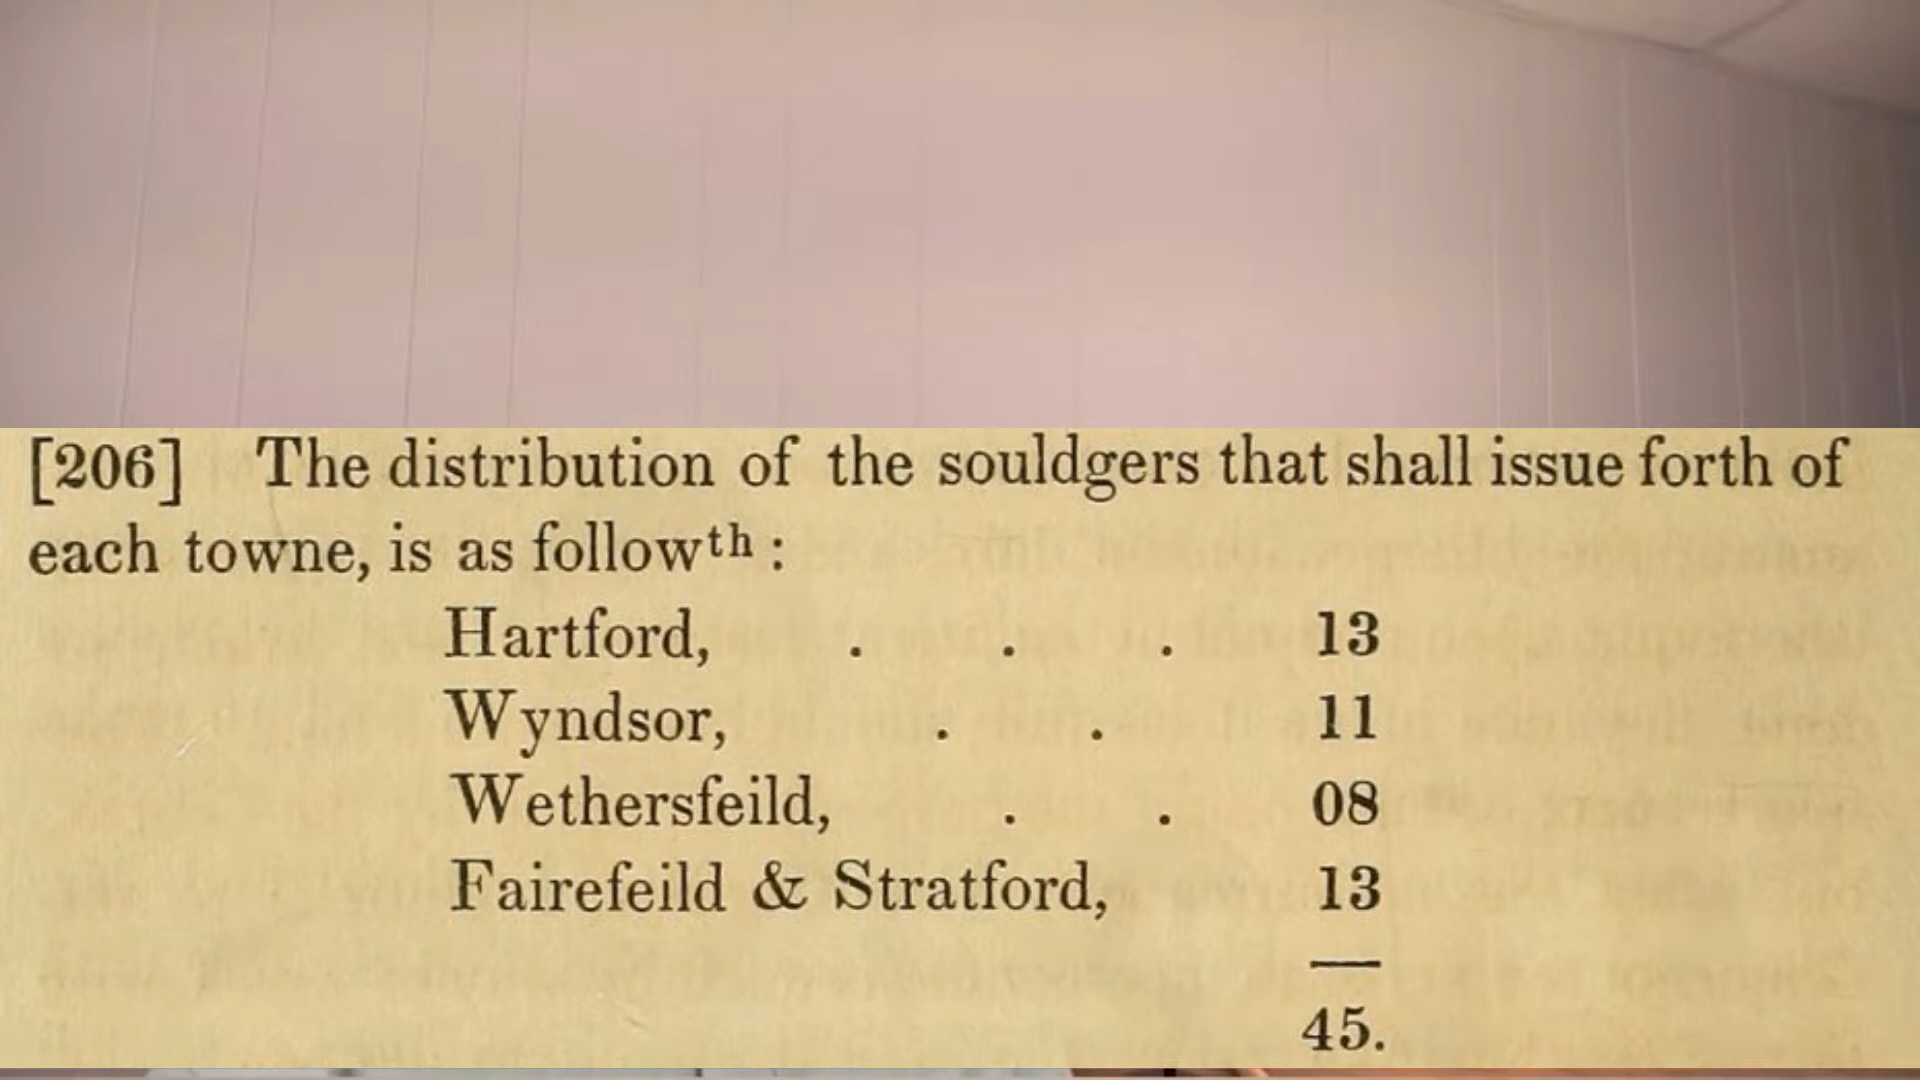 [206] The distribution of the souldgers that shall issue forth of
each towne, is as followth:
Hartford, . . . 13
Wyndsor, . . 11
Wethersfeild, . . 08
Fairefeild & Stratford, 13
45.